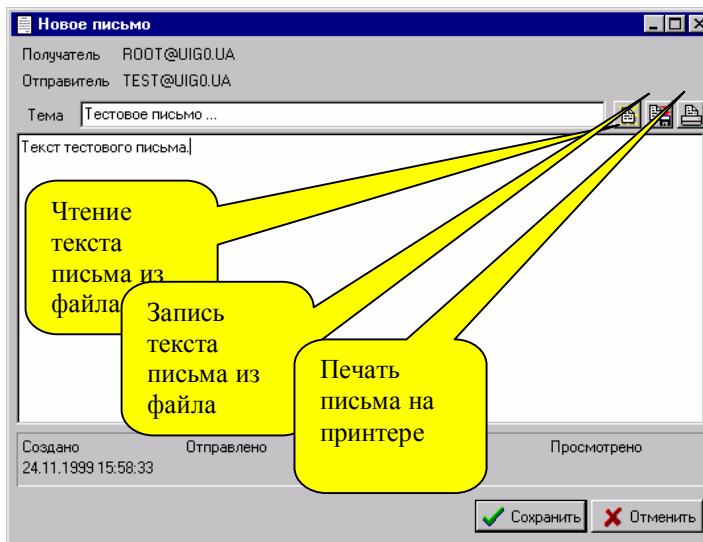 Новое письмо
Получатель ROOT@UIG0.UA
Отправитель TEST@UIG0.UA
Тема Тестовое письмо ...
Текст тестового письма.
Чтение
текста
письма из
файла
Запись
текста
письма из
файла
Печать
письма на
принтере
Создано Отправлено Просмотрено
24.11.1999 15:58:33
Сохранить Отменить